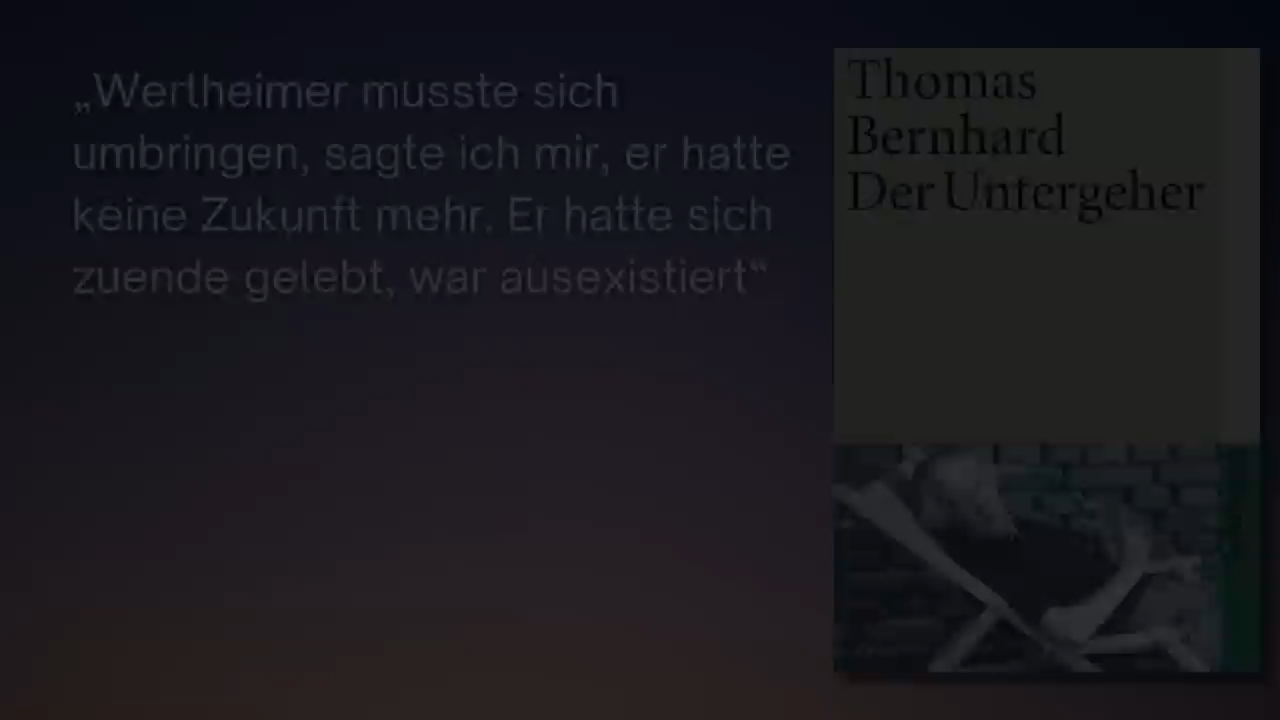 „Wertheimer musste sich
umbringen, sagte ich mir, er hatte
keine Zukunft mehr. Er hatte sich
zuende gelebt, war ausexistiert“
Thomas
Bernhard
Der Untergeher